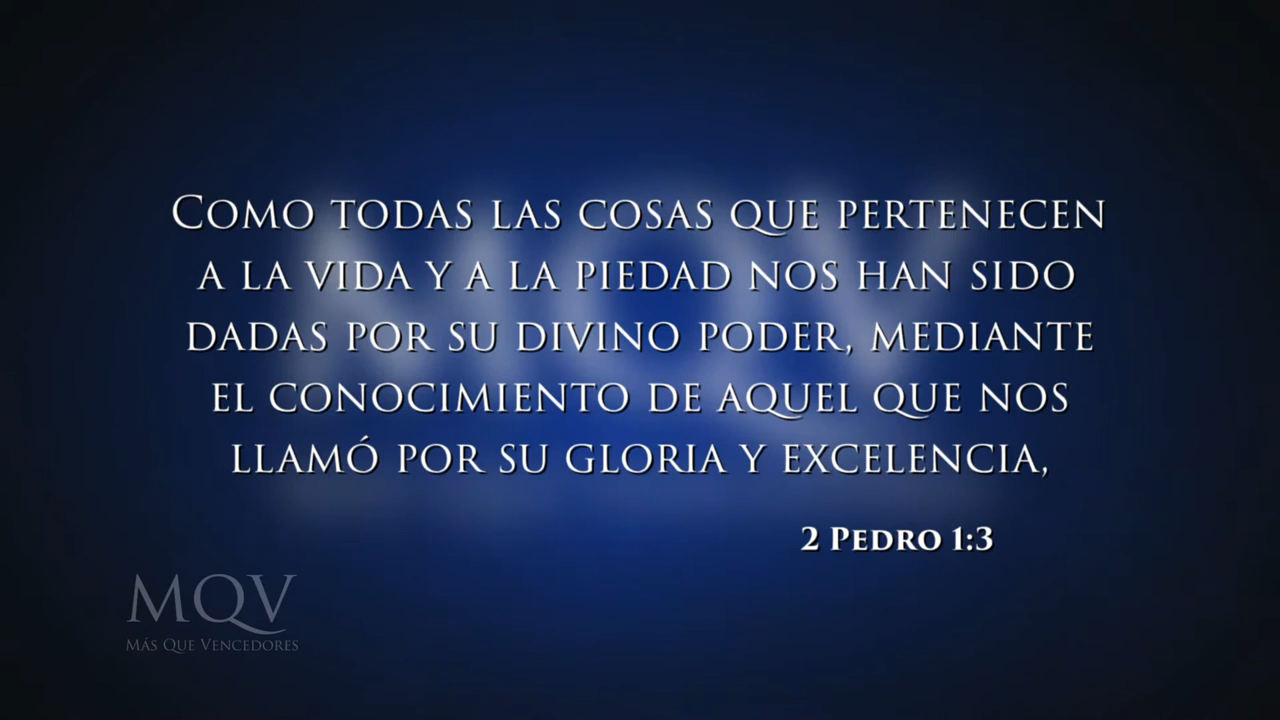 Como todas las cosas que pertenecen
a la vida y a la piedad nos han sido
dadas por su divino poder, mediante
el conocimiento de aquel que nos
llamó por su gloria y excelencia,
2 Pedro 1:3
MQV
Más Que Vencedores